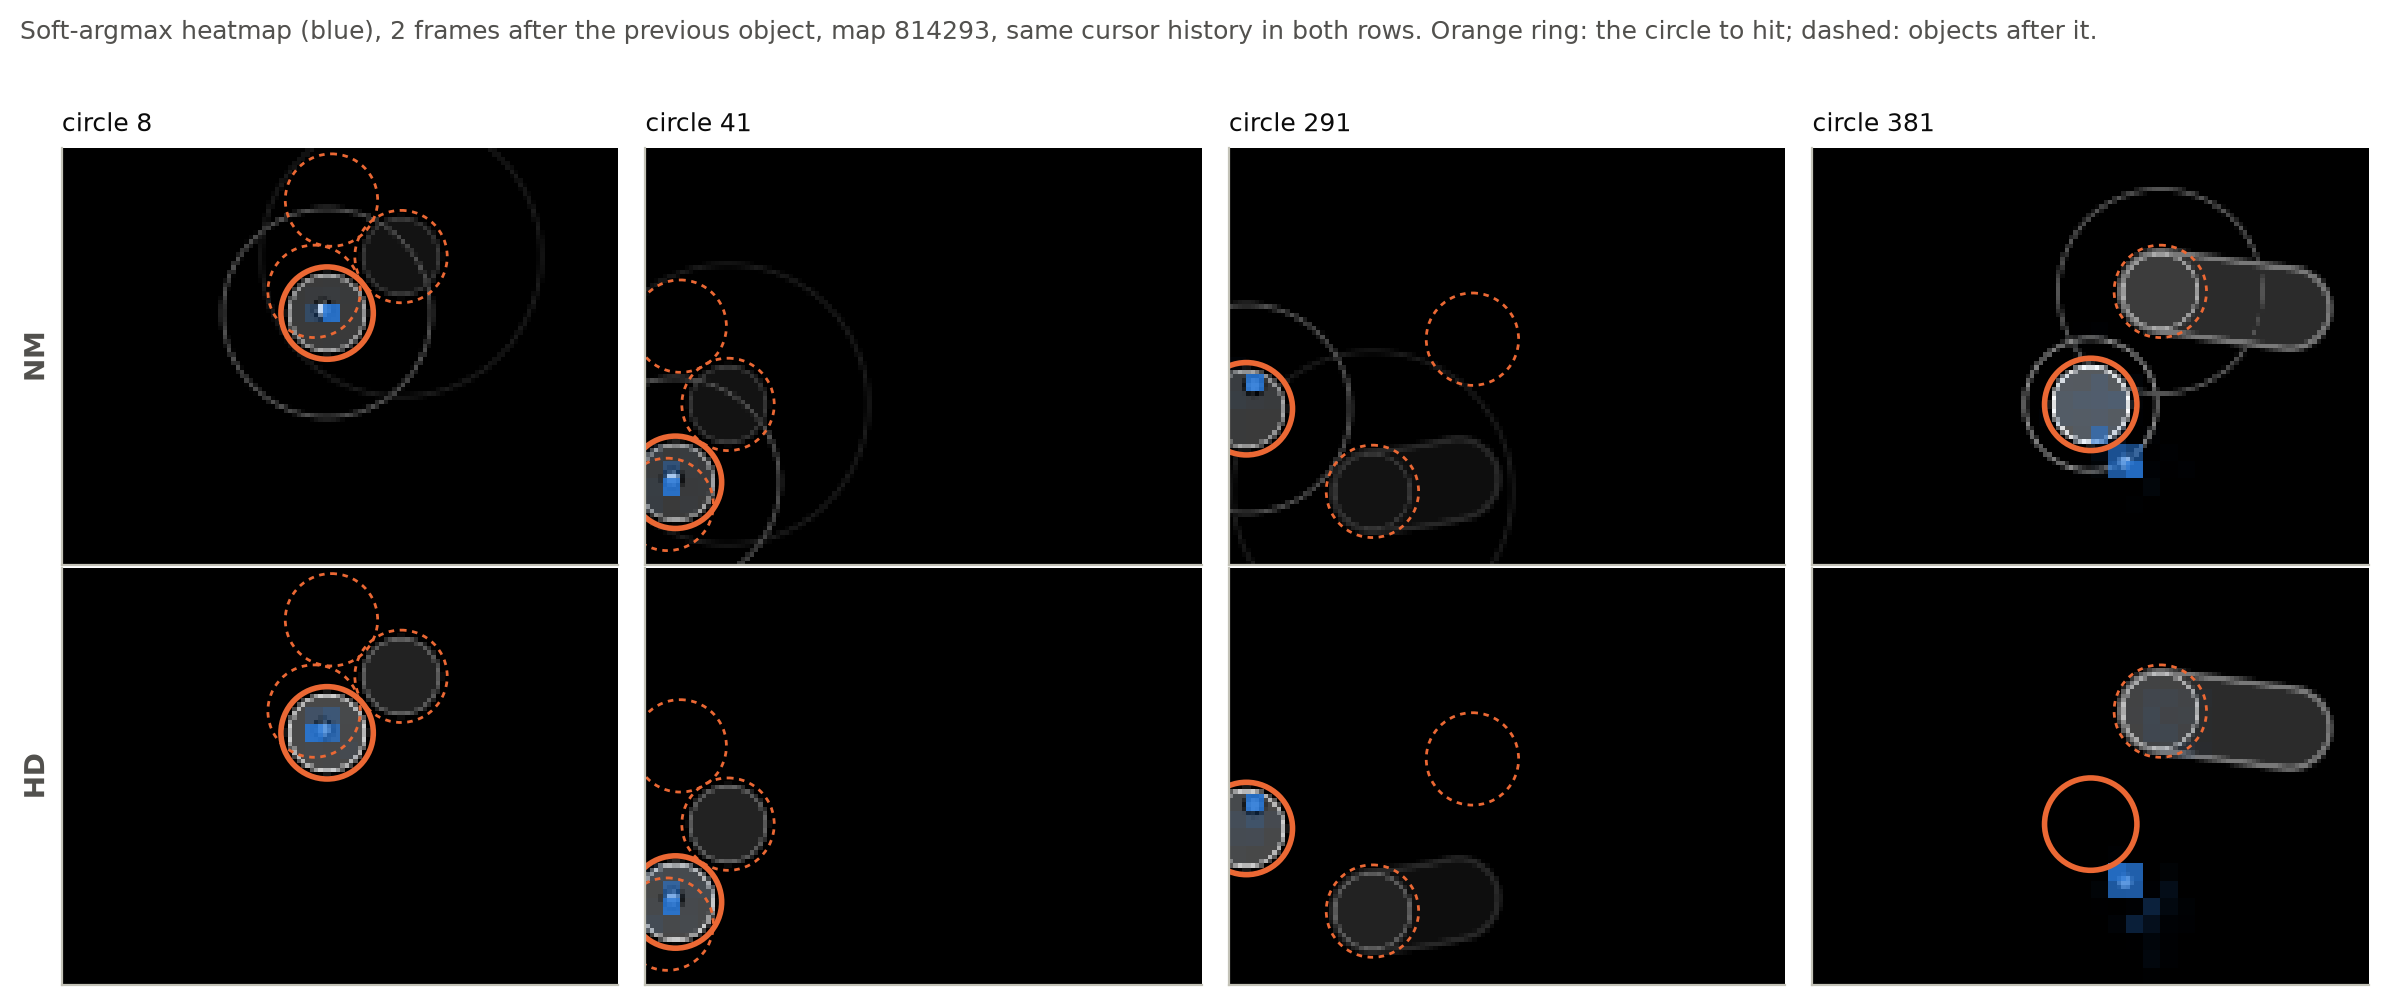 Soft-argmax heatmap (blue), 2 frames after the previous object, map 814293, same cursor history in both rows. Orange ring: the circle to hit; dashed: objects after it.
circle 8
circle 41
circle 291
circle 381
NM
HD